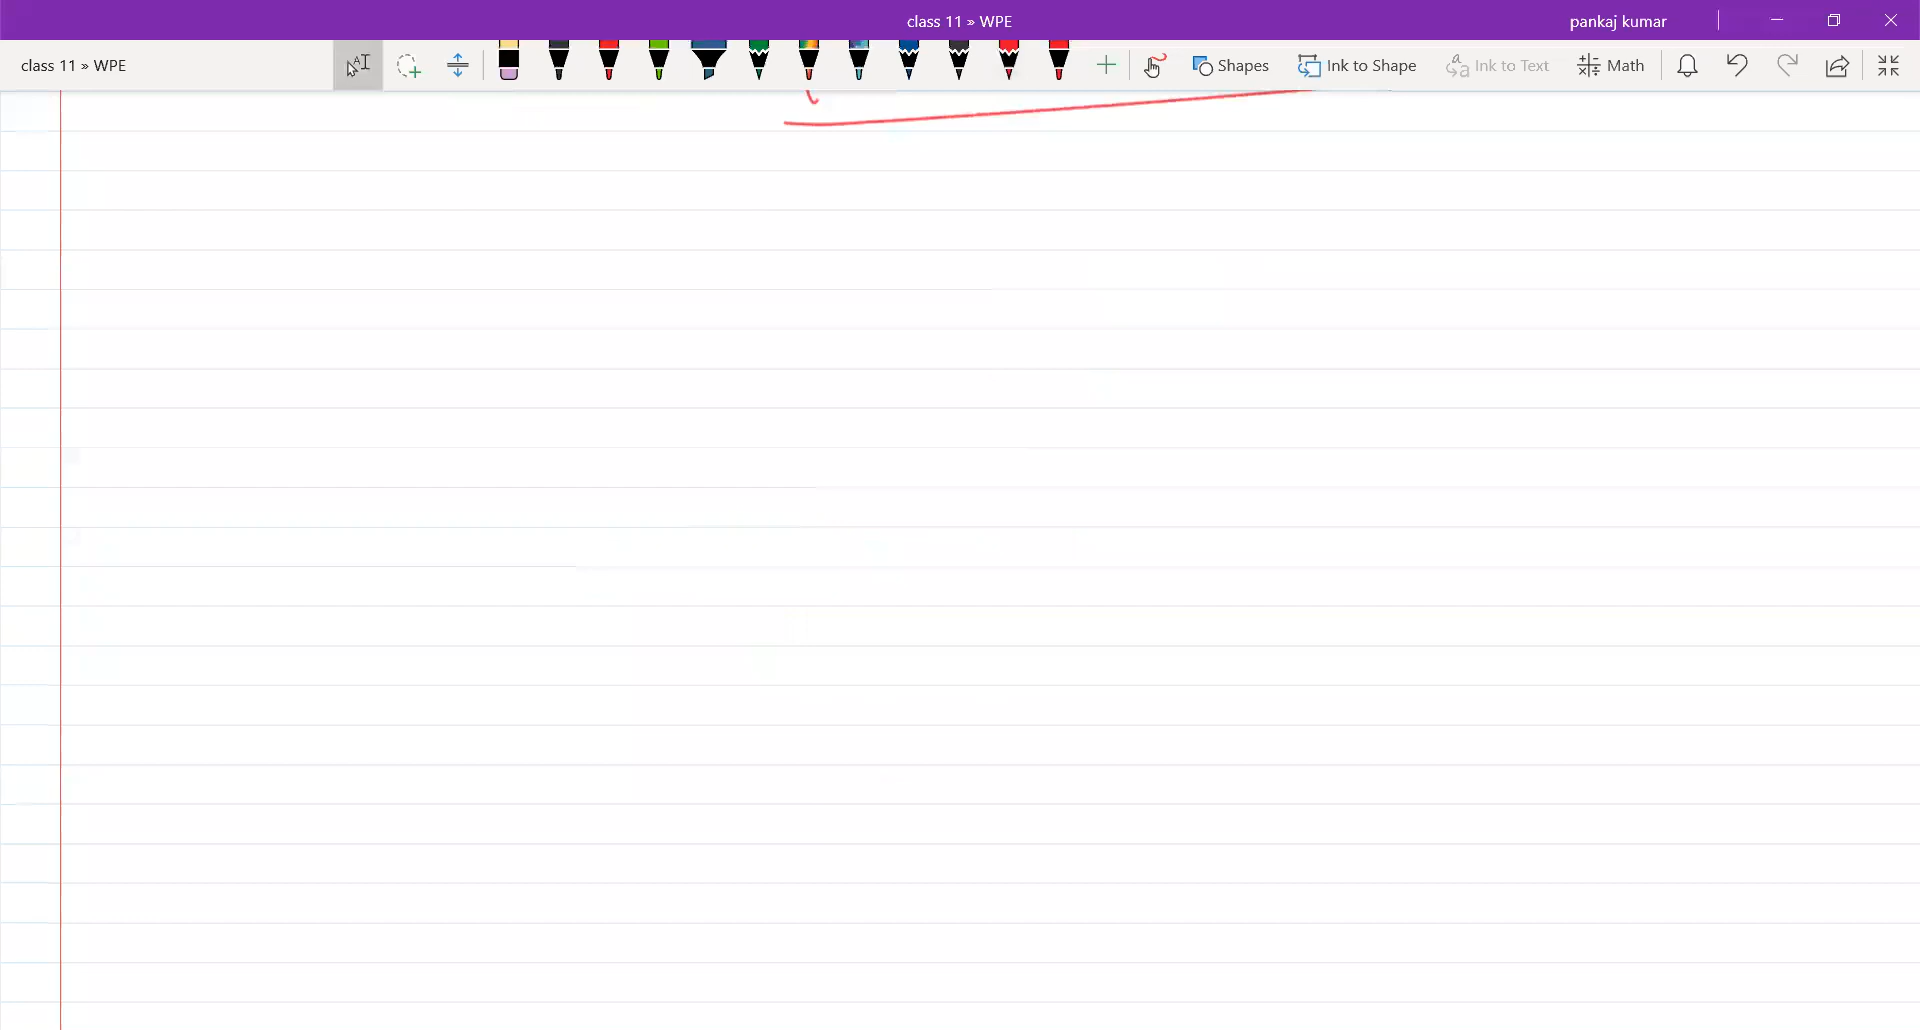 class 11 » WPE
pankaj kumar
class 11 » WPE
Shapes
Ink to Shape
Ink to Text
Math